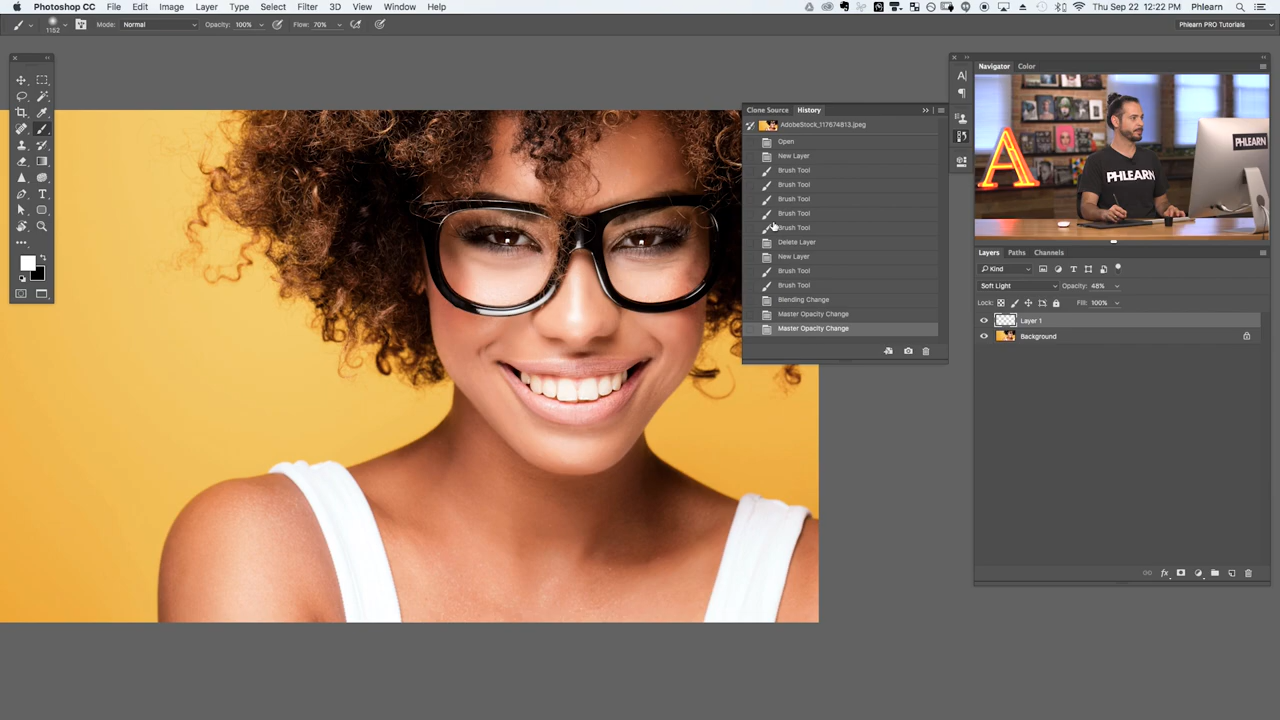 Photoshop CC File Edit Image Layer Type Select Filter 3D View Window Help 70% Thu Sep 22 12:22 PM Phlearn
1152 Mode: Normal Opacity: 100% Flow: 70% Phlearn PRO Tutorials
Navigator Color
PHLEARN
PHLEARN
A
Clone Source History
AdobeStock_117674813.jpeg
Open
New Layer
Brush Tool
Brush Tool
Brush Tool
Brush Tool
Brush Tool
Delete Layer
New Layer
Brush Tool
Brush Tool
Blending Change
Master Opacity Change
Master Opacity Change
Layers Paths Channels
Kind
Soft Light Opacity: 48%
Lock: Fill: 100%
Layer 1
Background
fx